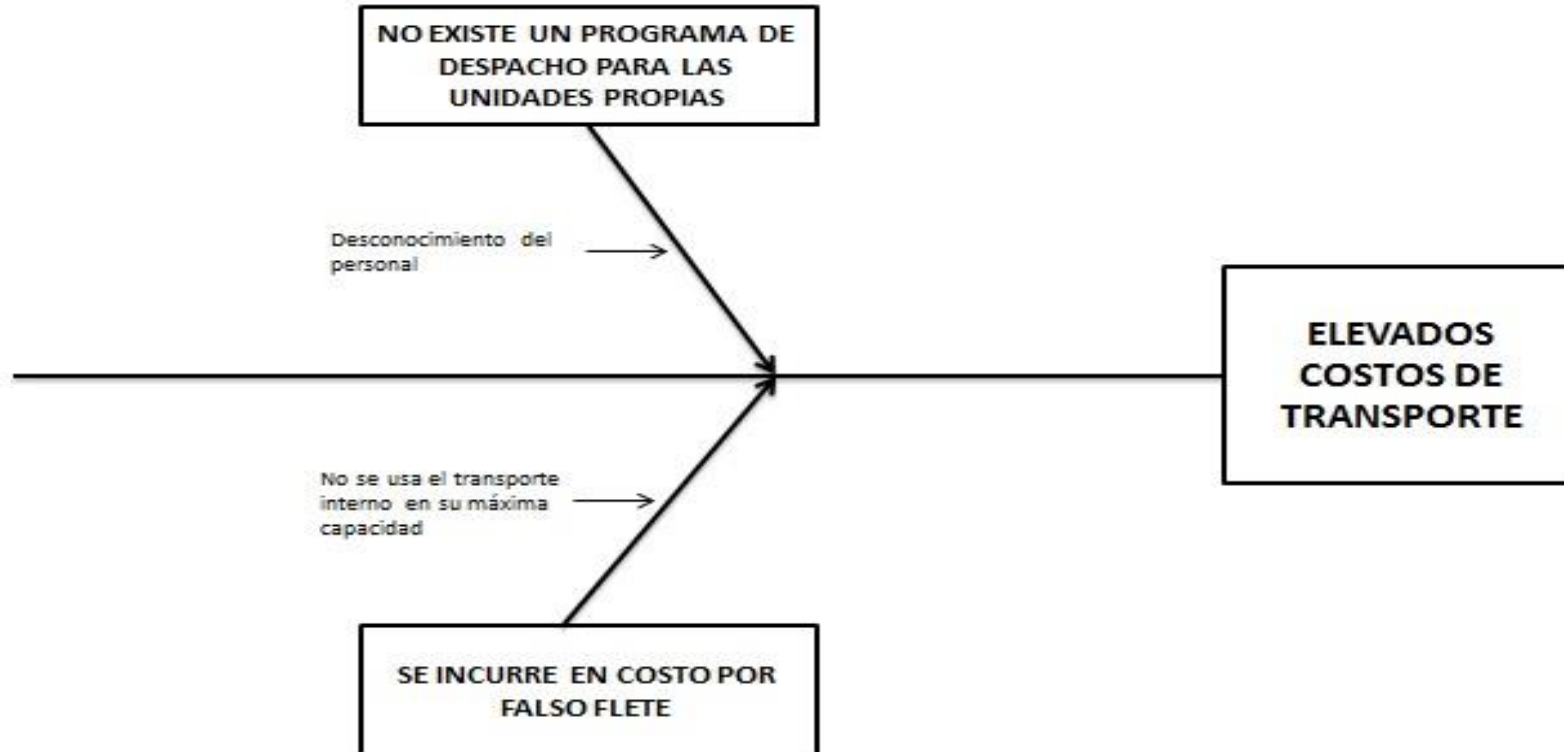 NO EXISTE UN PROGRAMA DE
DESPACHO PARA LAS
UNIDADES PROPIAS
Desconocimiento del
personal
ELEVADOS
COSTOS DE
TRANSPORTE
No se usa el transporte
interno en su máxima
capacidad
SE INCURRE EN COSTO POR
FALSO FLETE